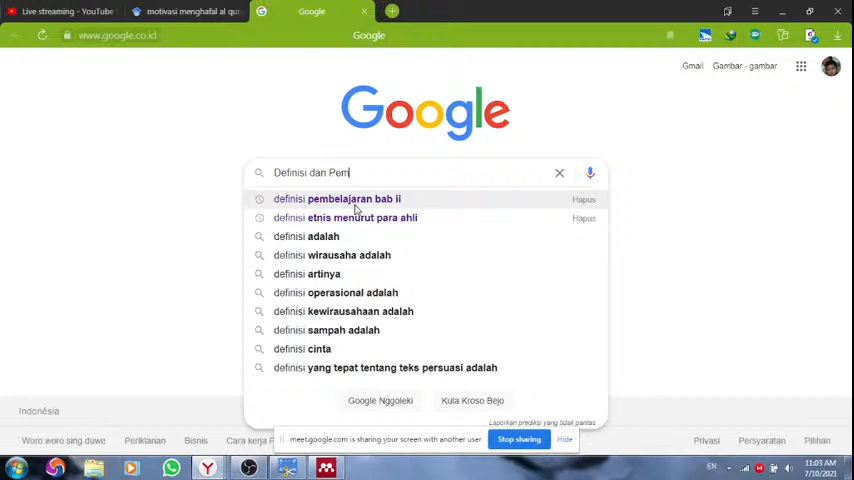 Live streaming - YouTube
motivasi menghafal al qur
Google
www.google.co.id
Google
Gmail Gambar - gambar
Google
Definisi dan Pem
definisi pembelajaran bab ii Hapus
definisi etnis menurut para ahli Hapus
definisi adalah
definisi wirausaha adalah
definisi artinya
definisi operasional adalah
definisi kewirausahaan adalah
definisi sampah adalah
definisi cinta
definisi yang tepat tentang teks persuasi adalah
Google Nggoleki Kula Kroso Bejo
Laporkan prediksi yang tidak pantas
Indonésia
meet.google.com is sharing your screen with another user Stop sharing Hide
Woro woro sing duwe Periklanan Bisnis Cara kerja P Privasi Persyaratan Pilihan
EN 11:03 AM
7/10/2021